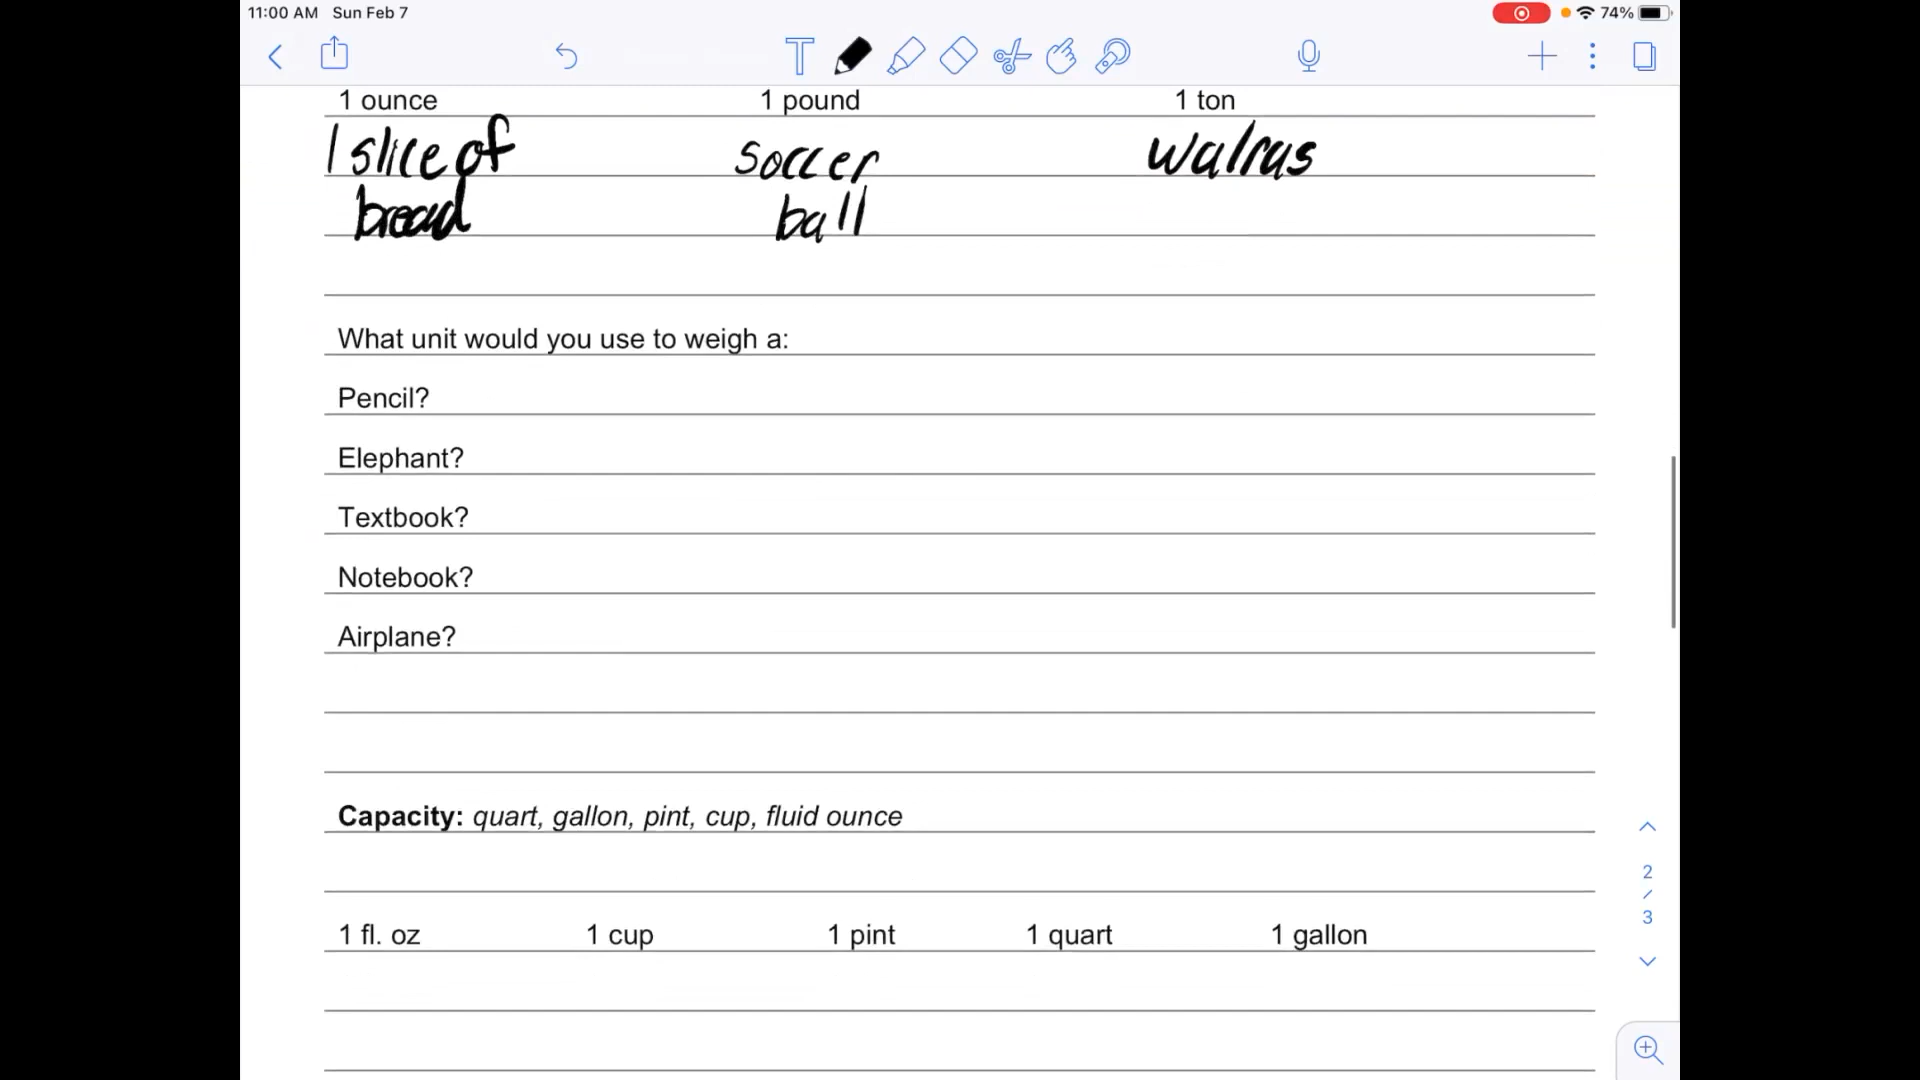 11:00 AM Sun Feb 7
74%
1 ounce 1 pound 1 ton
1 slice of soccer walrus
bread ball
What unit would you use to weigh a:
Pencil?
Elephant?
Textbook?
Notebook?
Airplane?
Capacity: quart, gallon, pint, cup, fluid ounce
2
/
3
1 fl. oz 1 cup 1 pint 1 quart 1 gallon